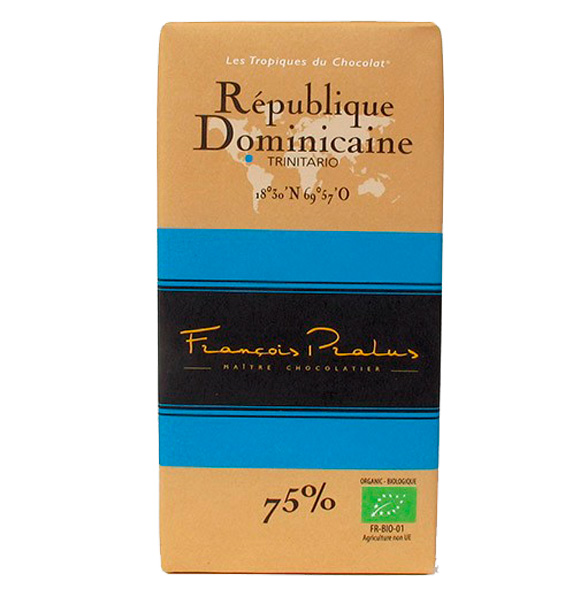 Les Tropiques du Chocolat®
République
Dominicaine
TRINITARIO
18°30'N 69°57'O
François Pralus
MAÎTRE CHOCOLATIER
75%
ORGANIC - BIOLOGIQUE
FR-BIO-01
Agriculture non UE